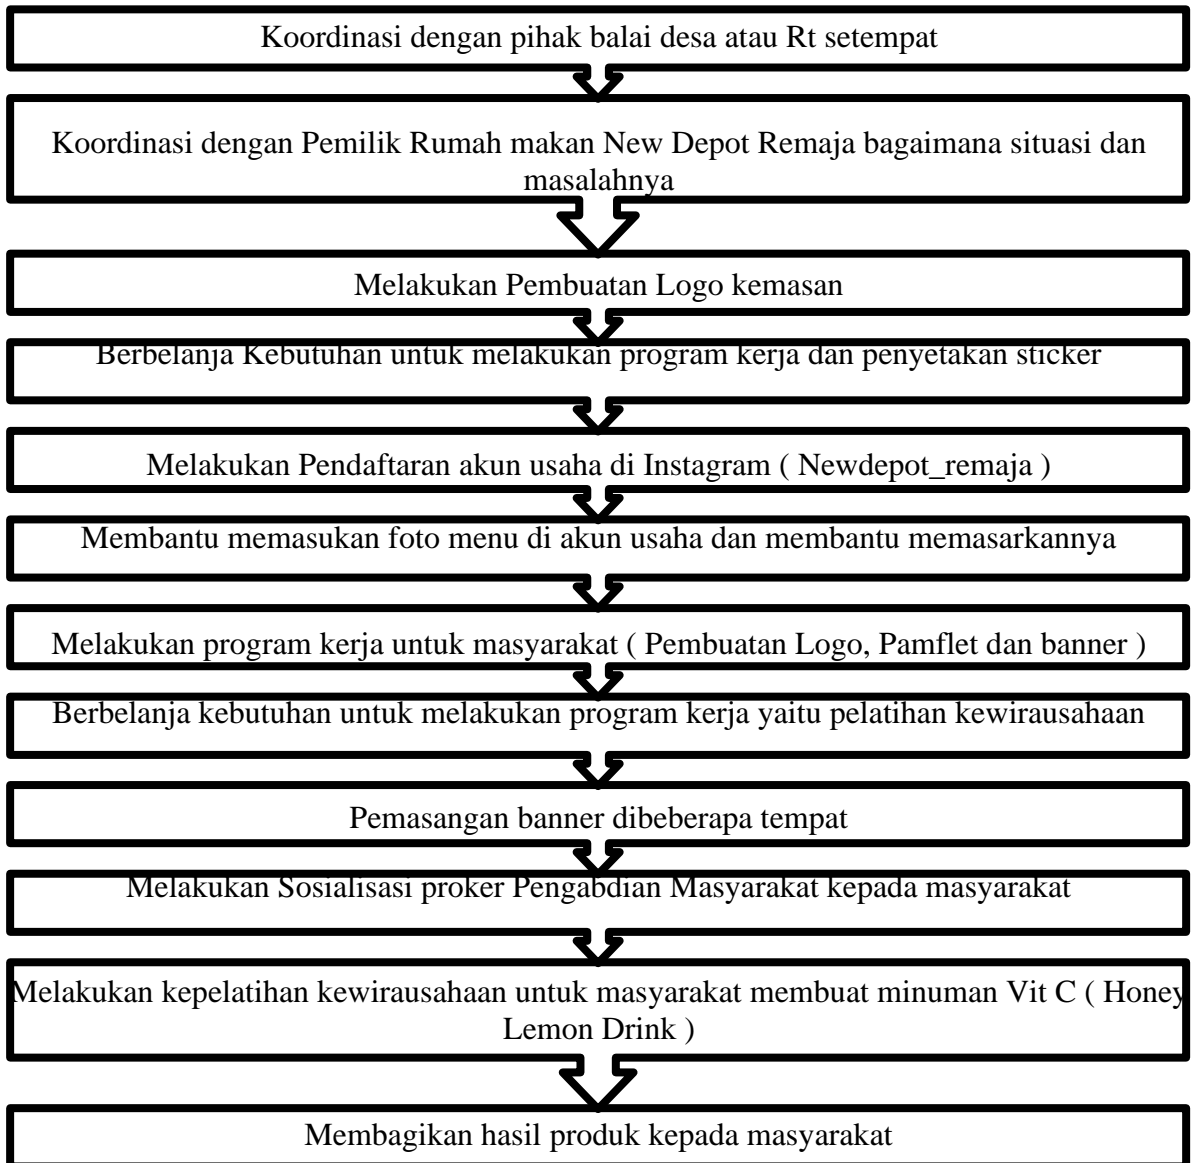 Koordinasi dengan pihak balai desa atau Rt setempat
Koordinasi dengan Pemilik Rumah makan New Depot Remaja bagaimana situasi dan
masalahnya
Melakukan Pembuatan Logo kemasan
Berbelanja Kebutuhan untuk melakukan program kerja dan penyetakan sticker
Melakukan Pendaftaran akun usaha di Instagram ( Newdepot_remaja )
Membantu memasukan foto menu di akun usaha dan membantu memasarkannya
Melakukan program kerja untuk masyarakat ( Pembuatan Logo, Pamflet dan banner )
Berbelanja kebutuhan untuk melakukan program kerja yaitu pelatihan kewirausahaan
Pemasangan banner dibeberapa tempat
Melakukan Sosialisasi proker Pengabdian Masyarakat kepada masyarakat
Melakukan kepelatihan kewirausahaan untuk masyarakat membuat minuman Vit C ( Honey
Lemon Drink )
Membagikan hasil produk kepada masyarakat